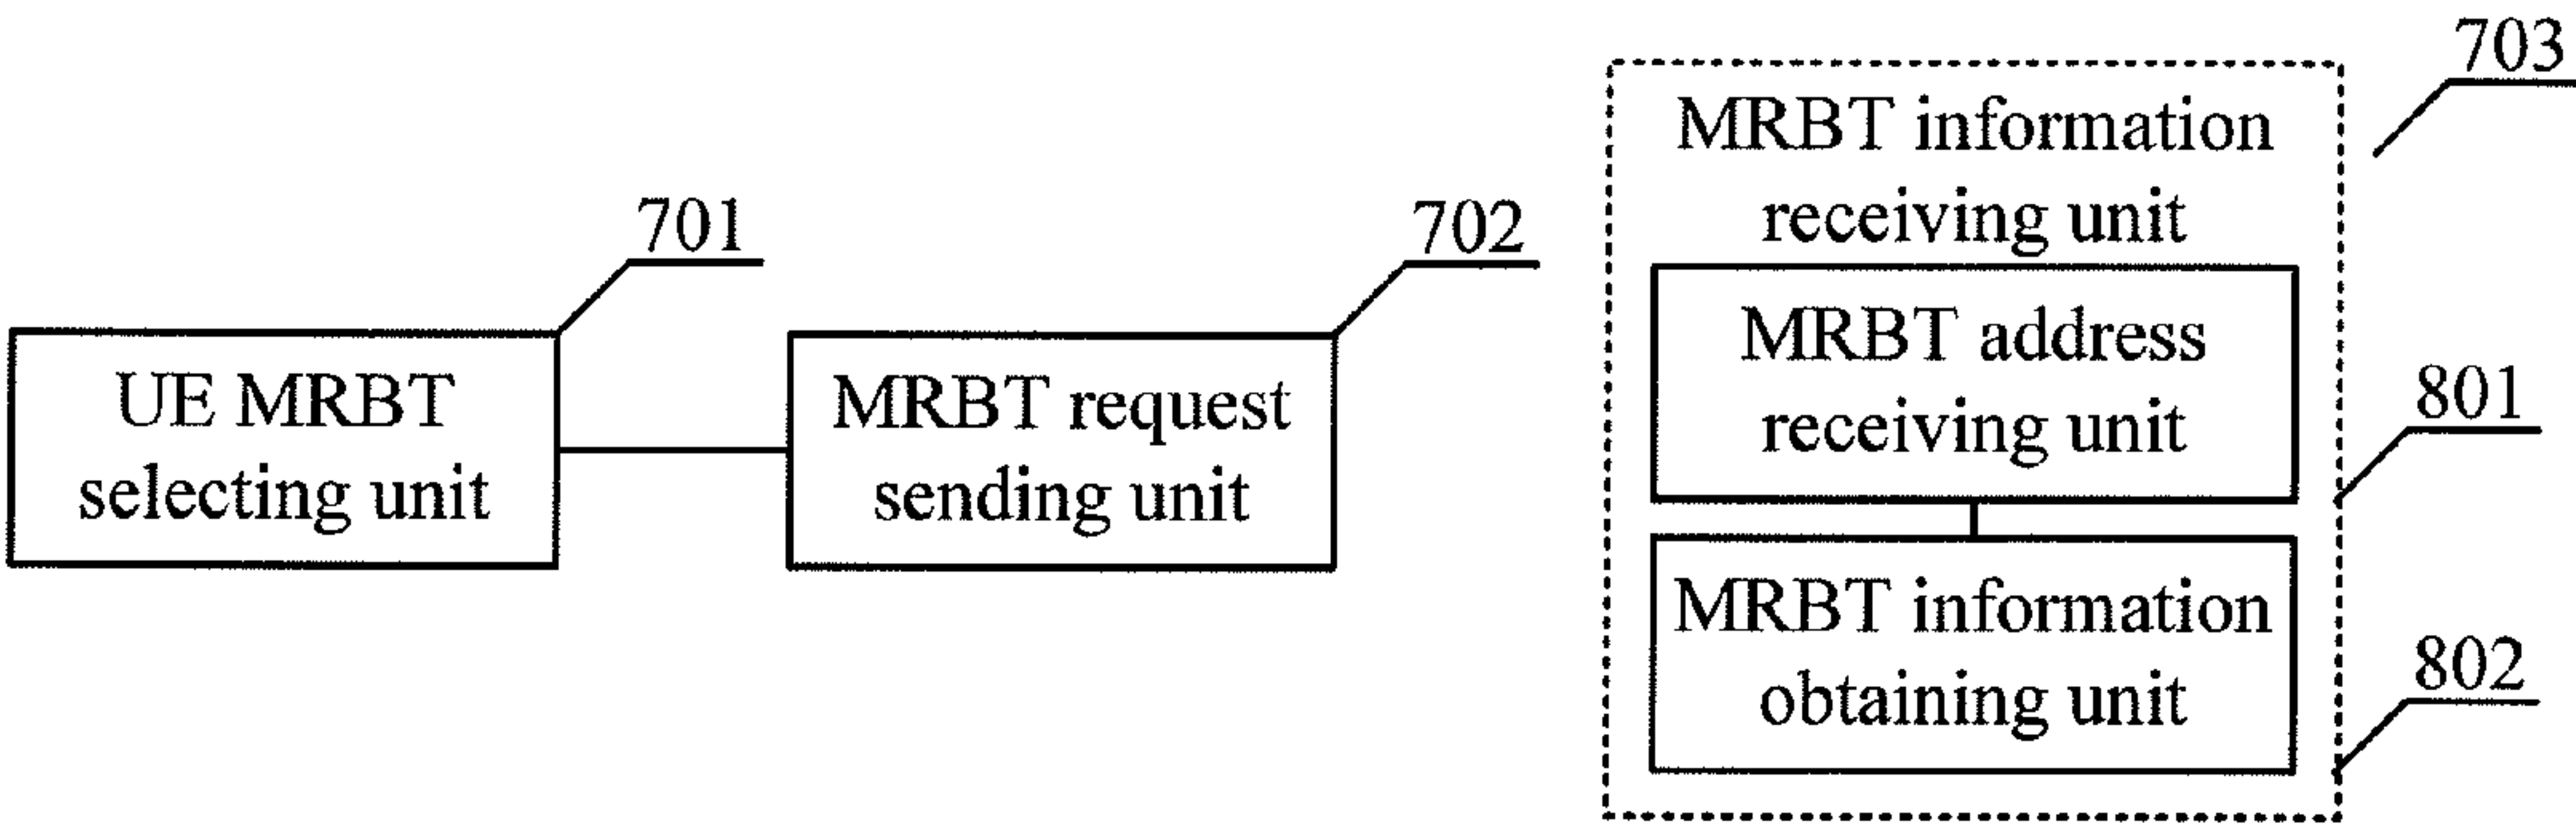 701
UE MRBT
selecting unit
702
MRBT request
sending unit
703
MRBT information
receiving unit
MRBT address
receiving unit
801
MRBT information
obtaining unit
802